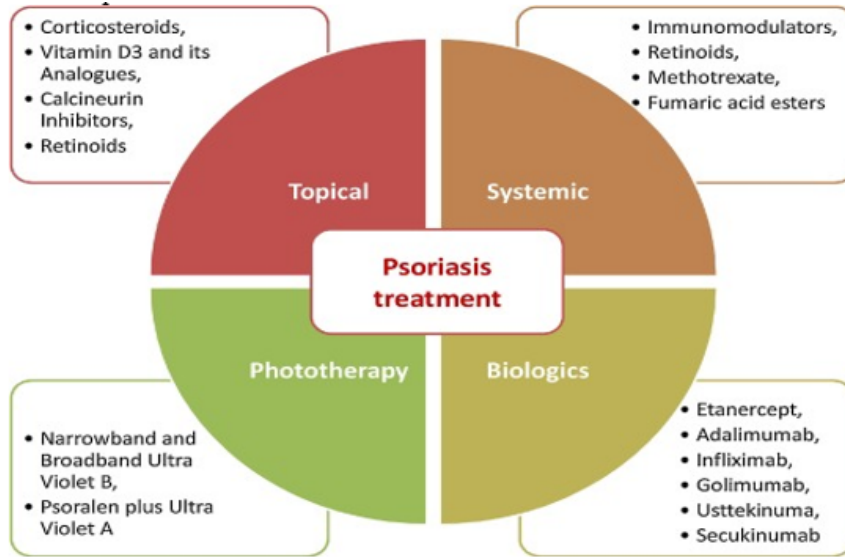 • Corticosteroids,
• Vitamin D3 and its
Analogues,
• Calcineurin
Inhibitors,
• Retinoids
• Immunomodulators,
• Retinoids,
• Methotrexate,
• Fumaric acid esters
Topical
Systemic
Psoriasis
treatment
Phototherapy
Biologics
• Narrowband and
Broadband Ultra
Violet B,
• Psoralen plus Ultra
Violet A
• Etanercept,
• Adalimumab,
• Infliximab,
• Golimumab,
• Usttekinuma,
• Secukinumab